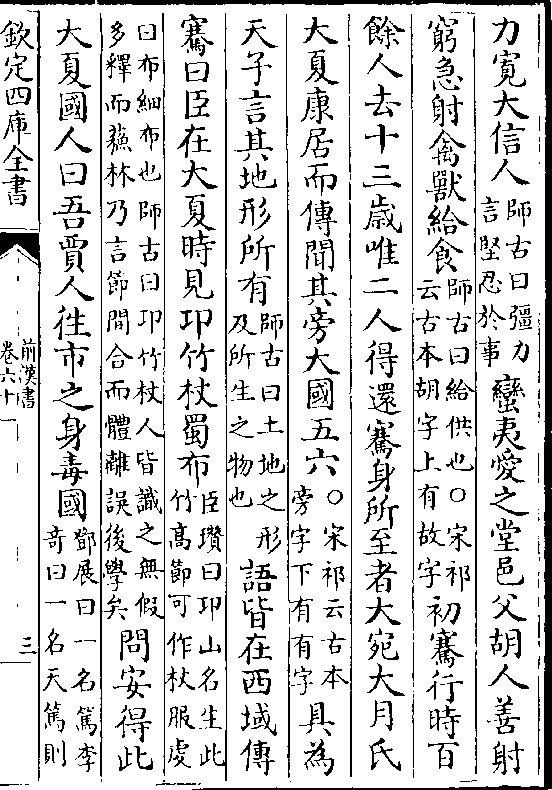 力寛大信人師古曰彊力言堅忍於事蠻夷愛之堂邑父胡人善射
窮急射禽獸給食師古曰給供也○宋祁云古本胡字上有故字初騫行時百
餘人去十三歲唯二人得還騫身所至者大宛大月氏
大夏康居而傳聞其旁大國五六○宋祁云古本旁字下有有字具為
天子言其地形所有師古曰土地之形及所生之物也語皆在西域傳
騫曰臣在大夏時見卭竹杖蜀布臣瓚曰卭山名生此竹高節可作杖服䖍
曰布細布也師古曰卭竹杖人皆識之無假多釋而蘓林乃言節間合而體離誤後學矣問安得此
大夏國人曰吾賈人徃市之身毒國鄧展曰一名篤李竒曰一名天篤則
欽定四庫全書
前漢書
卷六十
三